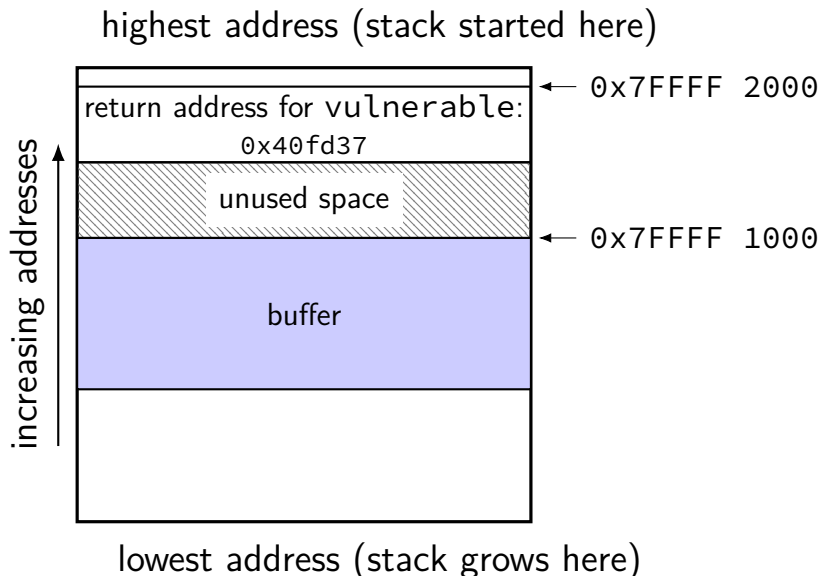 highest address (stack started here)
0x7FFFF 2000
return address for vulnerable:
0x40fd37
unused space
0x7FFFF 1000
increasing addresses
buffer
lowest address (stack grows here)